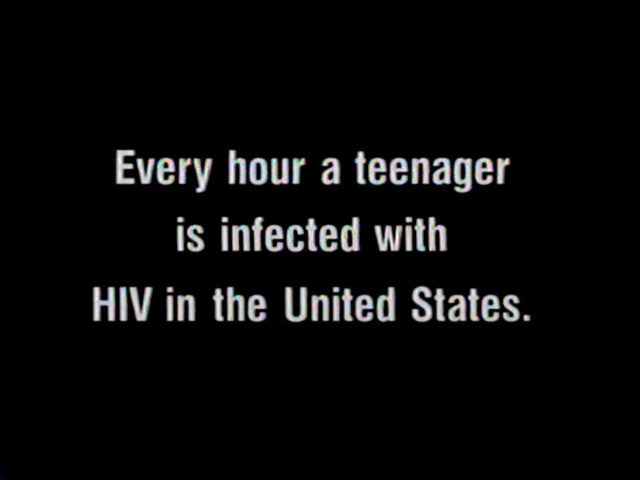 Every hour a teenager
is infected with
HIV in the United States.